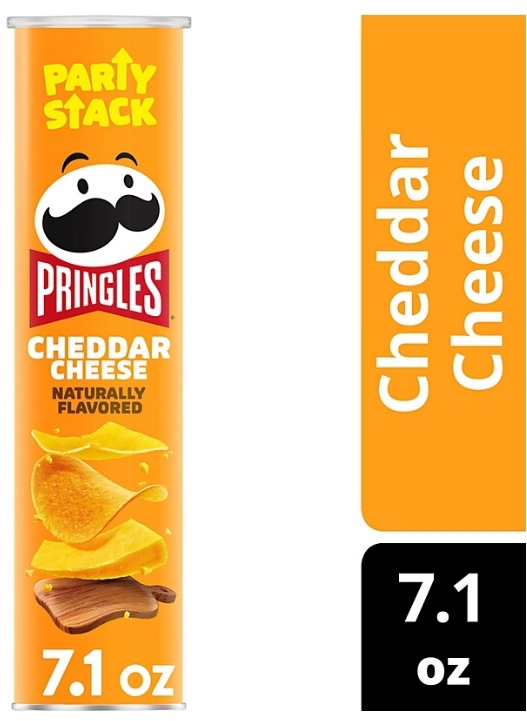 PARTY
STACK
PRINGLES
CHEDDAR
CHEESE
NATURALLY
FLAVORED
7.1 OZ
Cheddar
Cheese
7.1
oz